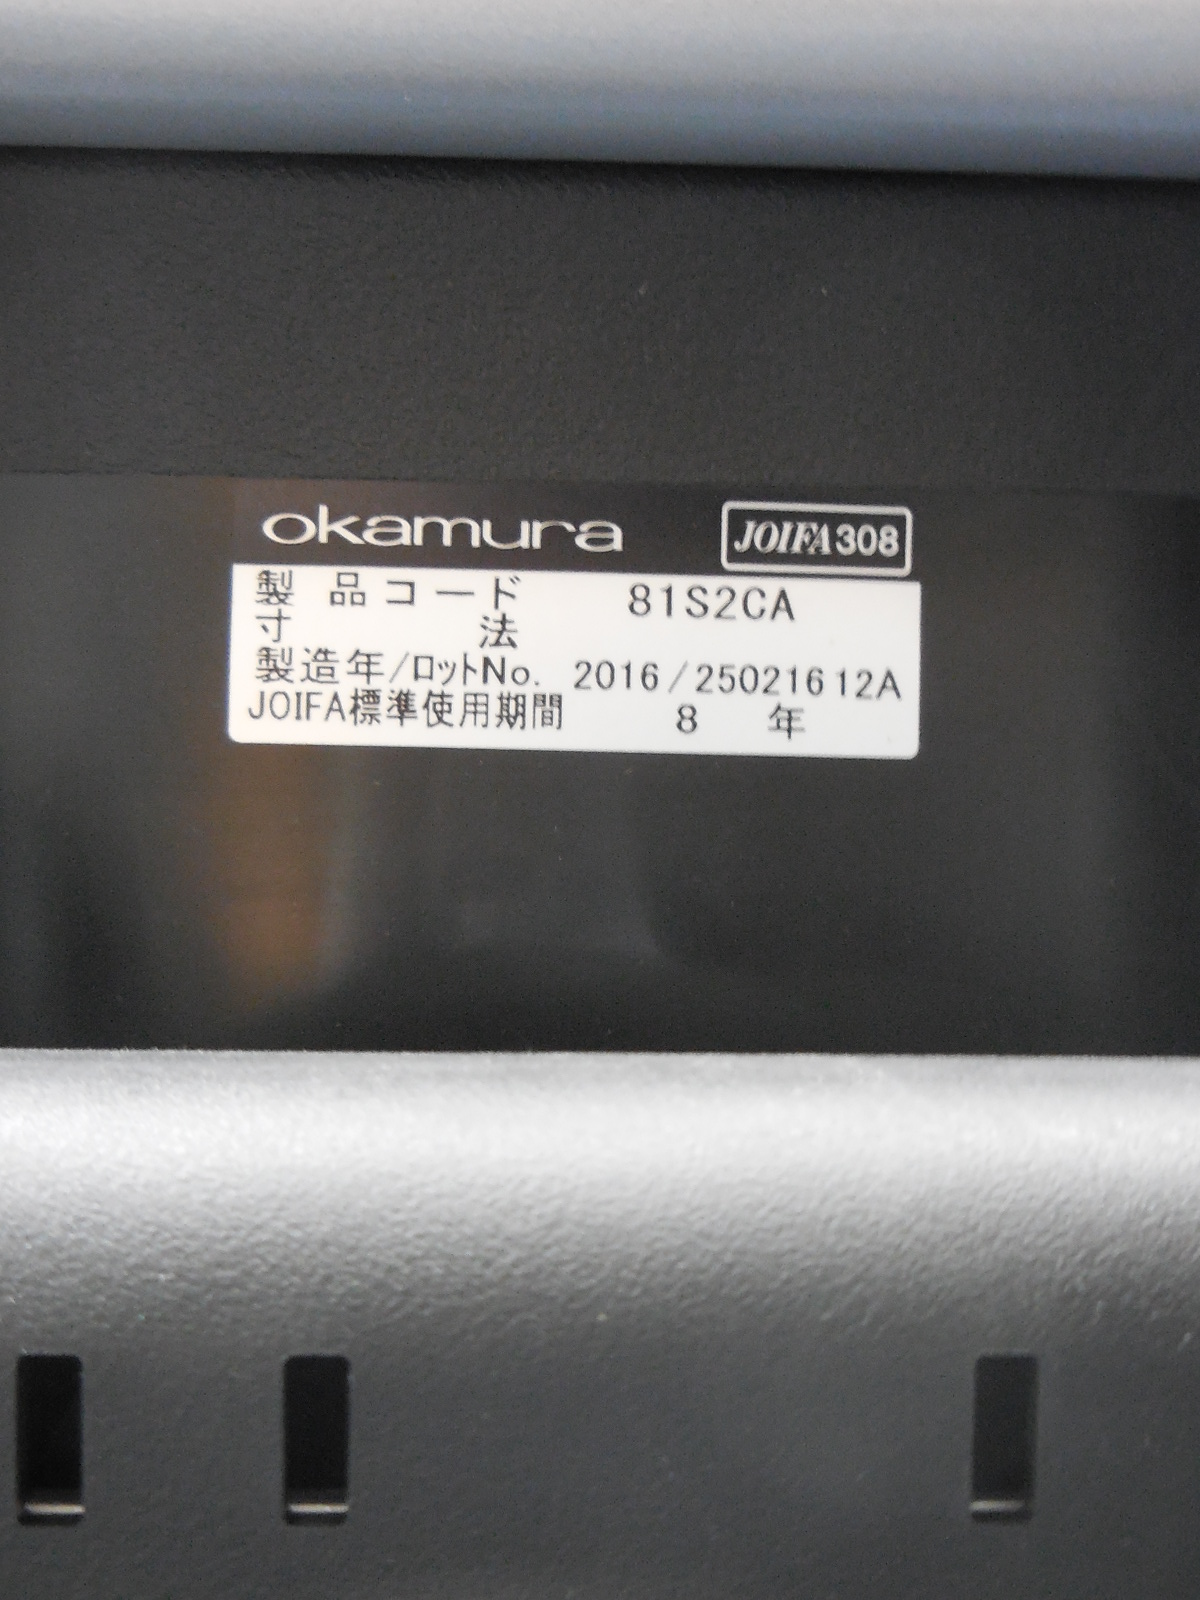 okamura JOIFA308
製品コード 81S2CA
寸法
製造年/ロットNo. 2016/2502161２A
JOIFA標準使用期間 8 年